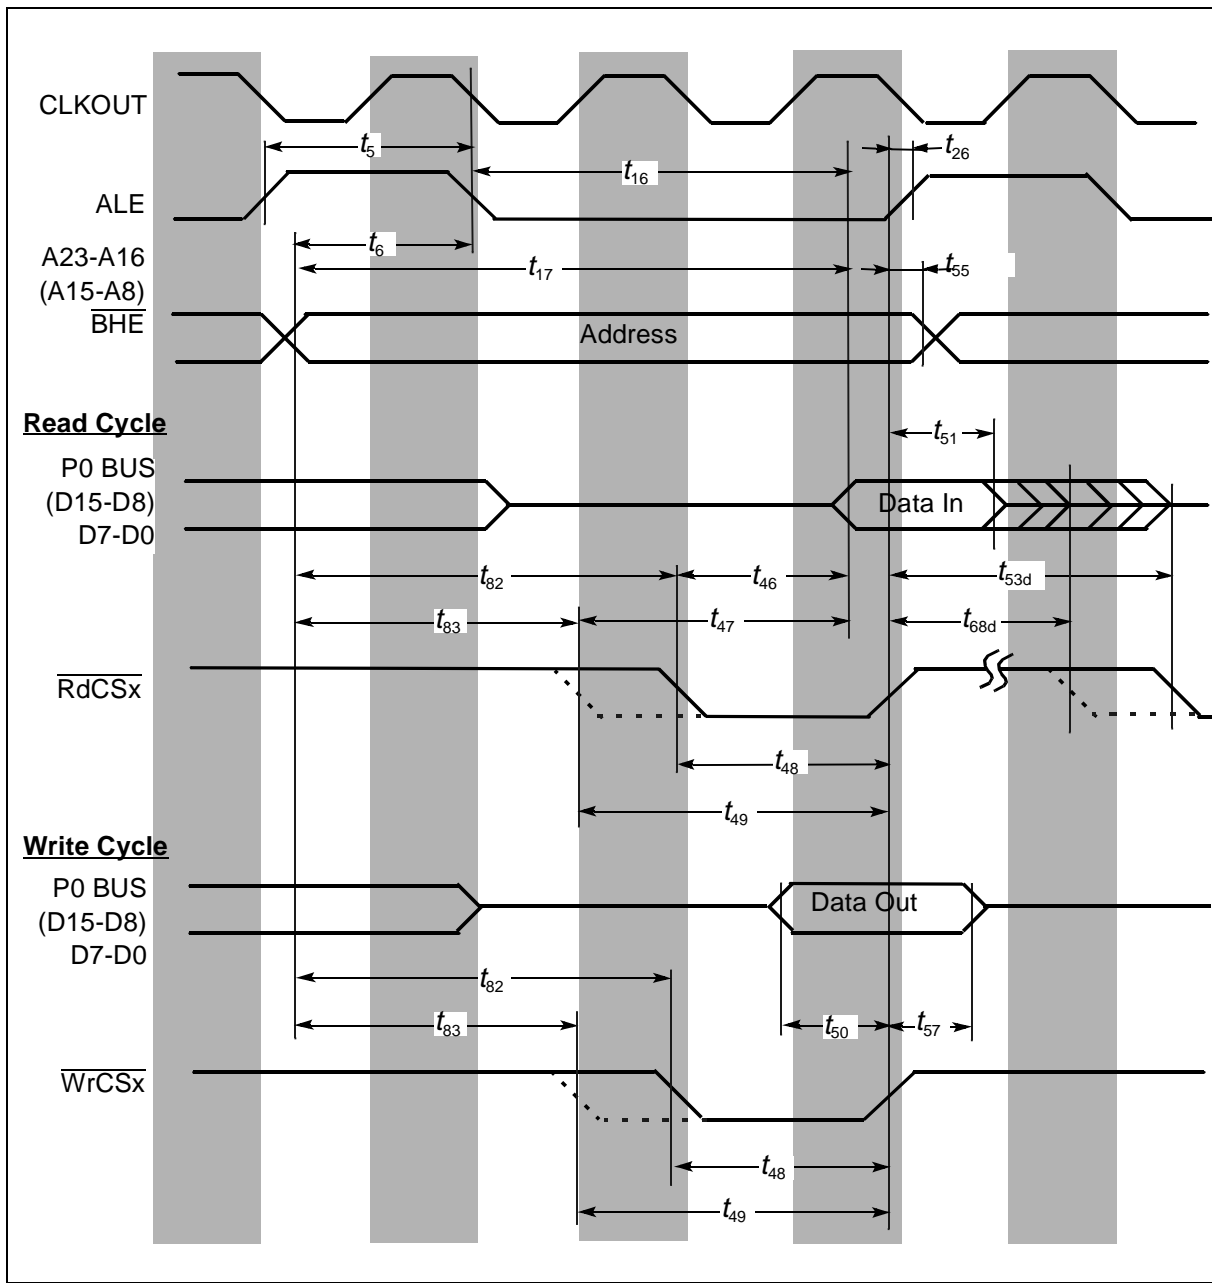 CLKOUT
t5
t26
t16
ALE
t6
A23-A16
t17
t55
(A15-A8)
BHE
Address
Read Cycle
t51
P0 BUS
(D15-D8)
Data In
D7-D0
t82
t46
t53d
t83
t47
t68d
RdCSx
t48
t49
Write Cycle
P0 BUS
(D15-D8)
Data Out
D7-D0
t82
t83
t50
t57
WrCSx
t48
t49